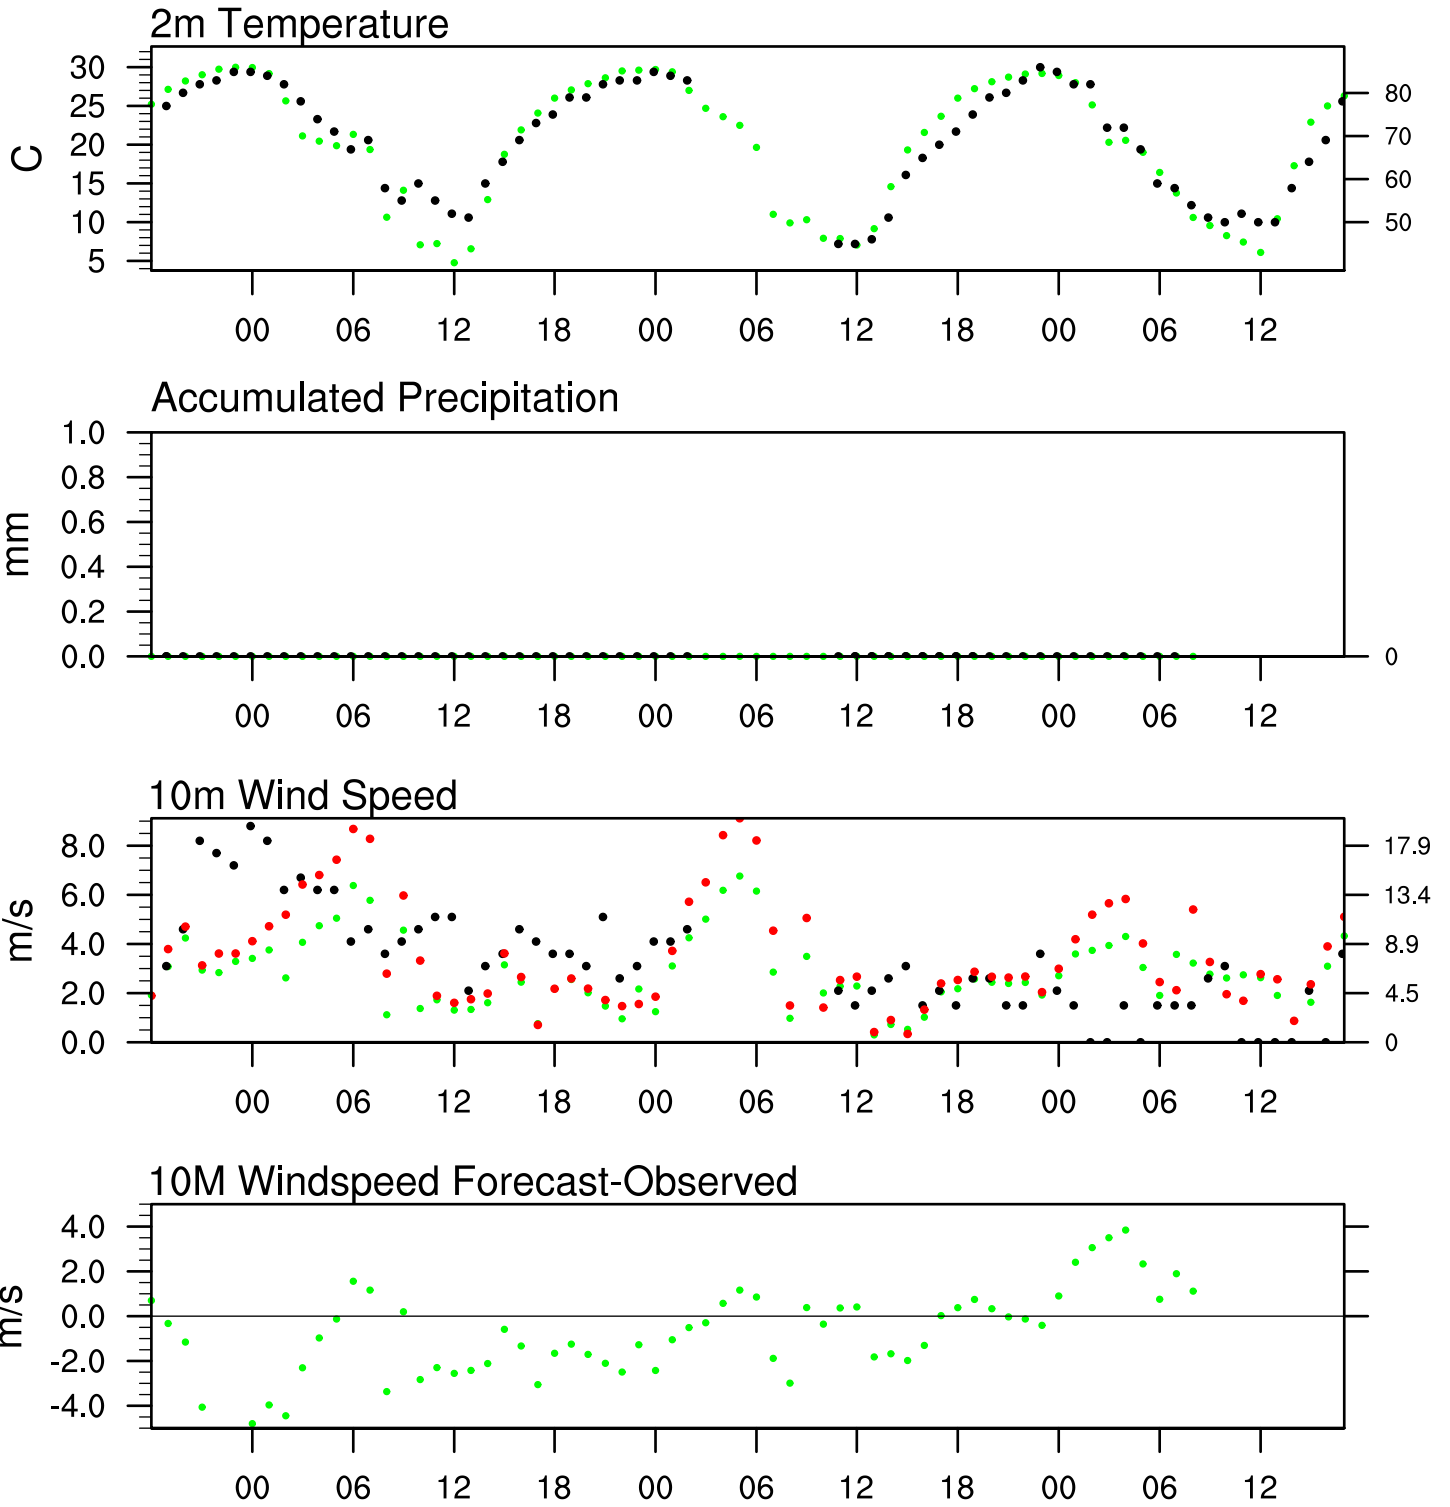 2m Temperature
C
30
25
20
15
10
5
80
70
60
50
00 06 12 18 00 06 12 18 00 06 12
Accumulated Precipitation
mm
1.0
0.8
0.6
0.4
0.2
0.0
0
00 06 12 18 00 06 12 18 00 06 12
10m Wind Speed
m/s
8.0
6.0
4.0
2.0
0.0
17.9
13.4
8.9
4.5
0
00 06 12 18 00 06 12 18 00 06 12
10M Windspeed Forecast-Observed
m/s
4.0
2.0
0.0
-2.0
-4.0
00 06 12 18 00 06 12 18 00 06 12